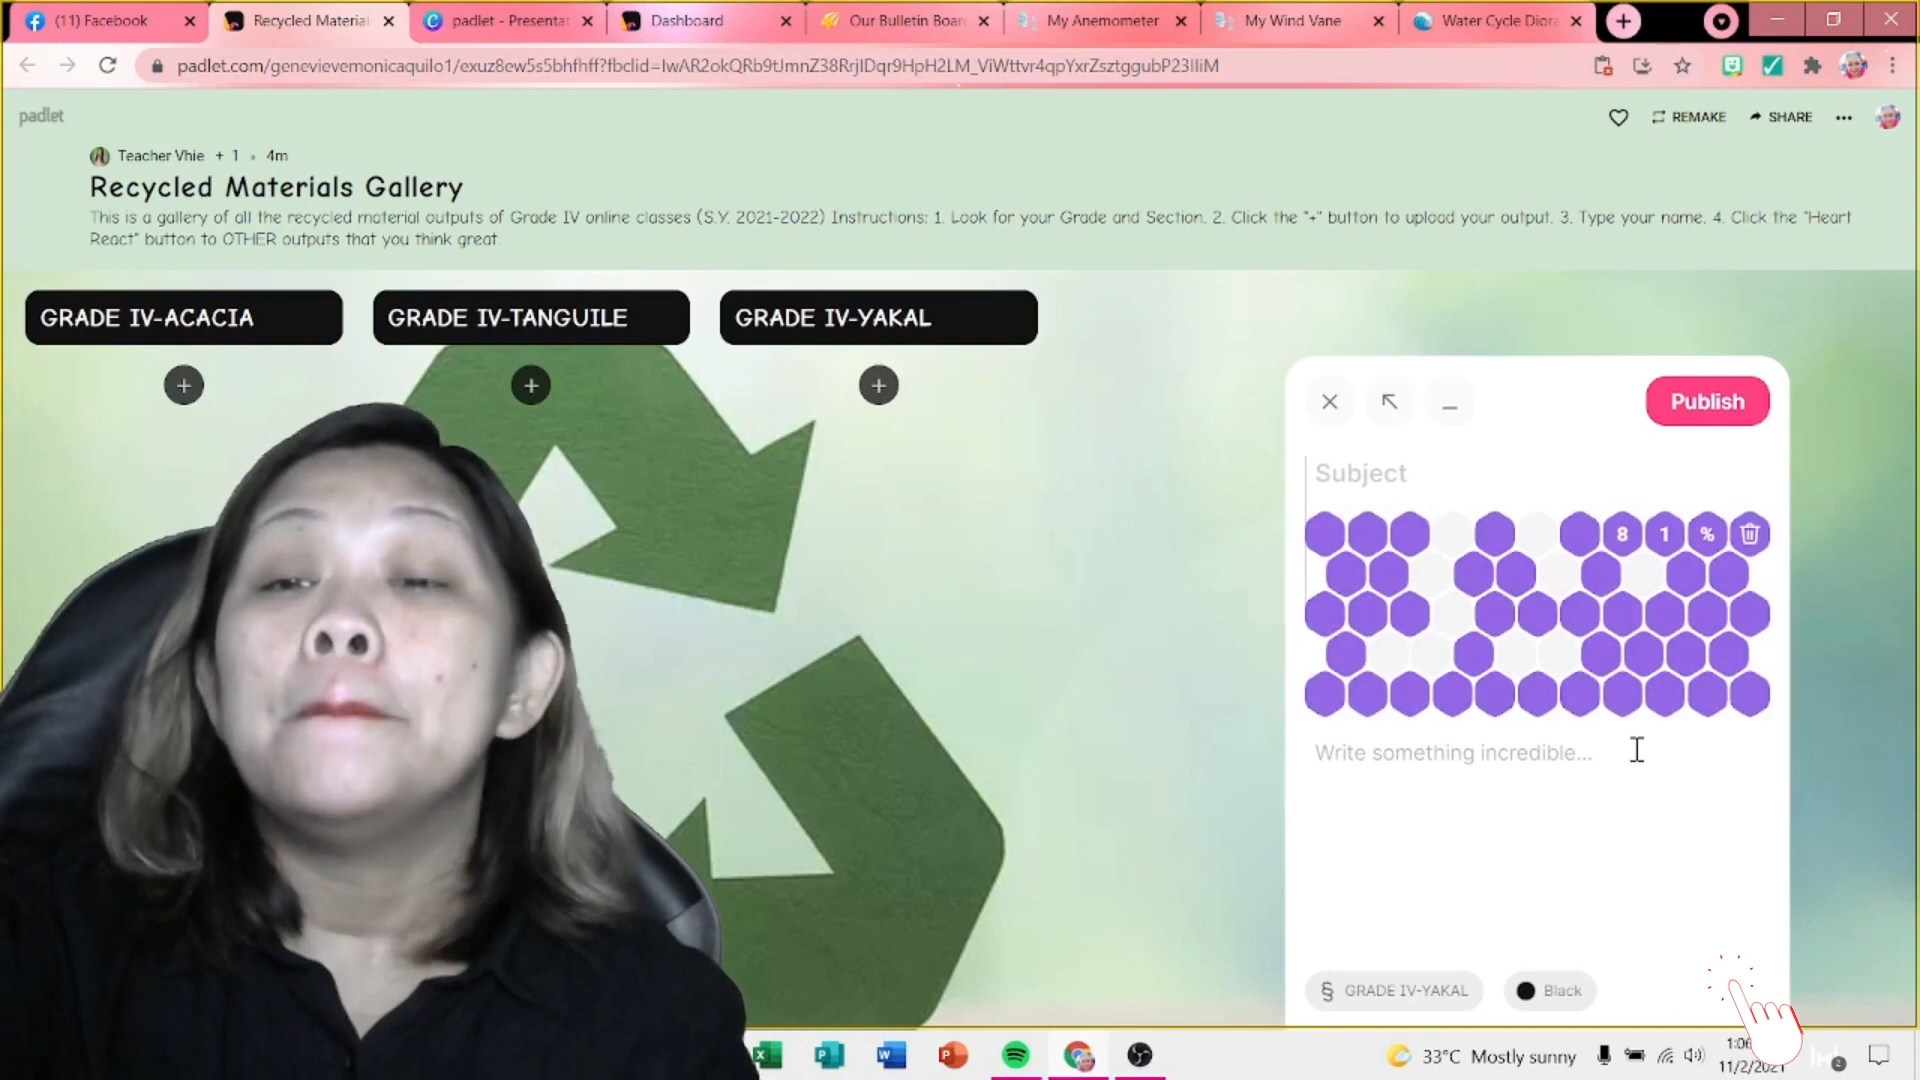 (11) Facebook
Recycled Material
padlet - Presentat
Dashboard
Our Bulletin Boar
My Anemometer
My Wind Vane
Water Cycle Diora
padlet.com/genevievemonicaquilo1/exuz8ew5s5bhfhff?fbclid=IwAR2okQRb9tJmnZ38RrjIDqr9HpH2LM_ViWttvr4qpYxrZsztggubP23IIiM
padlet
REMAKE
SHARE
Teacher Vhie + 1 • 4m
Recycled Materials Gallery
This is a gallery of all the recycled material outputs of Grade IV online classes (S.Y. 2021-2022) Instructions: 1. Look for your Grade and Section. 2. Click the "+" button to upload your output. 3. Type your name. 4. Click the "Heart
React" button to OTHER outputs that you think great.
GRADE IV-ACACIA
GRADE IV-TANGUILE
GRADE IV-YAKAL
Publish
Subject
81%
Write something incredible...
§ GRADE IV-YAKAL
Black
33°C Mostly sunny
11/2/2021